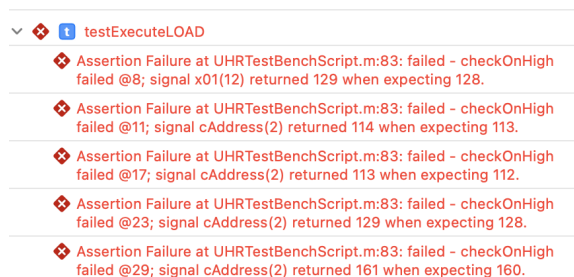 t testExecuteLOAD
Assertion Failure at UHRTestBenchScript.m:83: failed - checkOnHigh
failed @8; signal x01(12) returned 129 when expecting 128.
Assertion Failure at UHRTestBenchScript.m:83: failed - checkOnHigh
failed @11; signal cAddress(2) returned 114 when expecting 113.
Assertion Failure at UHRTestBenchScript.m:83: failed - checkOnHigh
failed @17; signal cAddress(2) returned 113 when expecting 112.
Assertion Failure at UHRTestBenchScript.m:83: failed - checkOnHigh
failed @23; signal cAddress(2) returned 129 when expecting 128.
Assertion Failure at UHRTestBenchScript.m:83: failed - checkOnHigh
failed @29; signal cAddress(2) returned 161 when expecting 160.